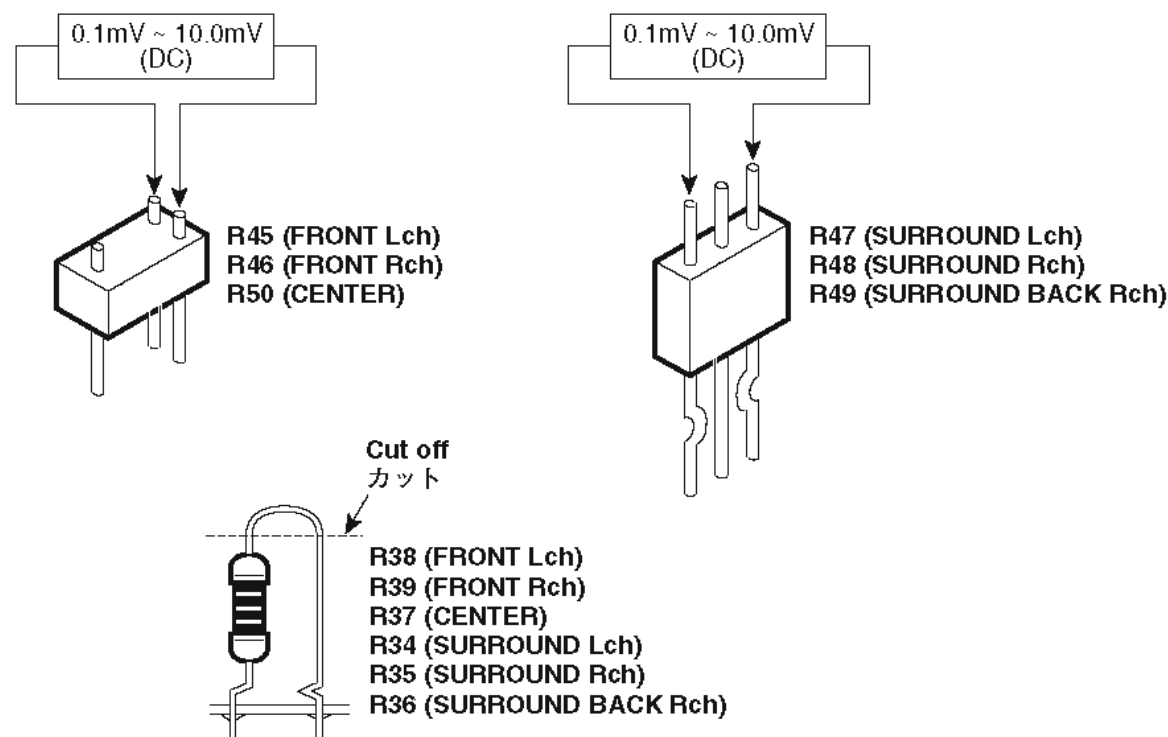 0.1mV ~ 10.0mV
(DC)
R45 (FRONT Lch)
R46 (FRONT Rch)
R50 (CENTER)
0.1mV ~ 10.0mV
(DC)
R47 (SURROUND Lch)
R48 (SURROUND Rch)
R49 (SURROUND BACK Rch)
Cut off
カット
R38 (FRONT Lch)
R39 (FRONT Rch)
R37 (CENTER)
R34 (SURROUND Lch)
R35 (SURROUND Rch)
R36 (SURROUND BACK Rch)